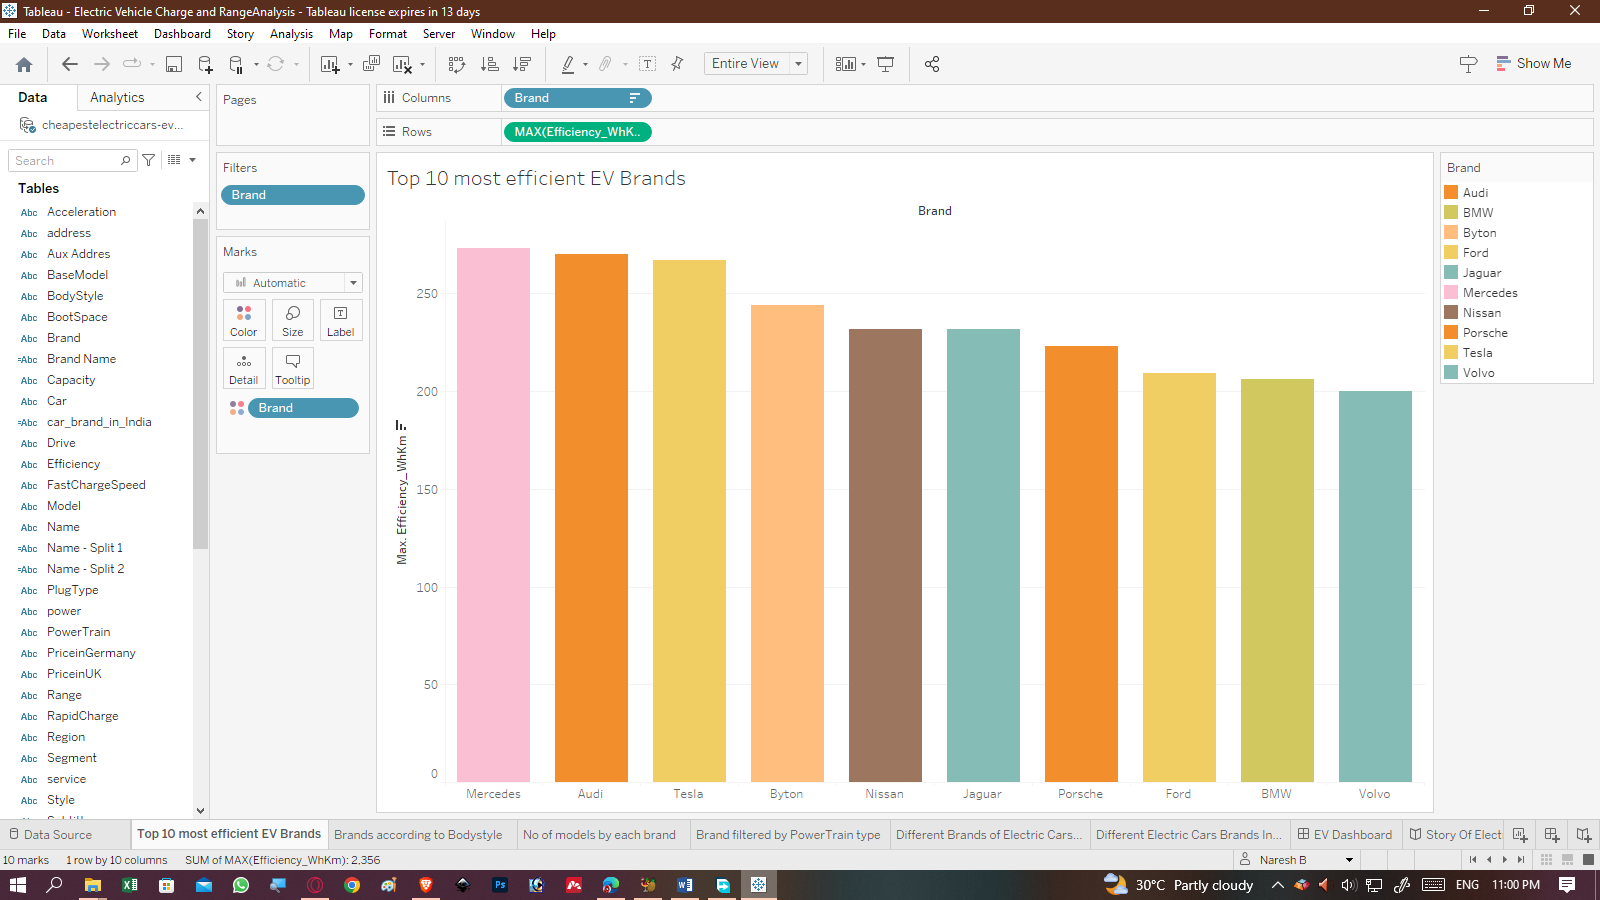 Tableau - Electric Vehicle Charge and RangeAnalysis - Tableau license expires in 13 days
File Data Worksheet Dashboard Story Analysis Map Format Server Window Help
Entire View
Show Me
Data Analytics
cheapestelectriccars-ev...
Search
Tables
Abc Acceleration
Abc address
Abc Aux Addres
Abc BaseModel
Abc BodyStyle
Abc BootSpace
Abc Brand
=Abc Brand Name
Abc Capacity
Abc Car
=Abc car_brand_in_India
Abc Drive
Abc Efficiency
Abc FastChargeSpeed
Abc Model
Abc Name
=Abc Name - Split 1
=Abc Name - Split 2
Abc PlugType
Abc power
Abc PowerTrain
Abc PriceinGermany
Abc PriceinUK
Abc Range
Abc RapidCharge
Abc Region
Abc Segment
Abc service
Abc Style
Pages
Filters
Brand
Marks
Automatic
Color Size Label
Detail Tooltip
Brand
Columns Brand
Rows MAX(Efficiency_WhK..
Top 10 most efficient EV Brands
Brand
Max. Efficiency_WhKm
250
200
150
100
50
0
Mercedes Audi Tesla Byton Nissan Jaguar Porsche Ford BMW Volvo
Brand
Audi
BMW
Byton
Ford
Jaguar
Mercedes
Nissan
Porsche
Tesla
Volvo
Data Source Top 10 most efficient EV Brands Brands according to Bodystyle No of models by each brand Brand filtered by PowerTrain type Different Brands of Electric Cars... Different Electric Cars Brands In... EV Dashboard Story Of Electi
10 marks 1 row by 10 columns SUM of MAX(Efficiency_WhKm): 2,356 Naresh B
30°C Partly cloudy ENG 11:00 PM